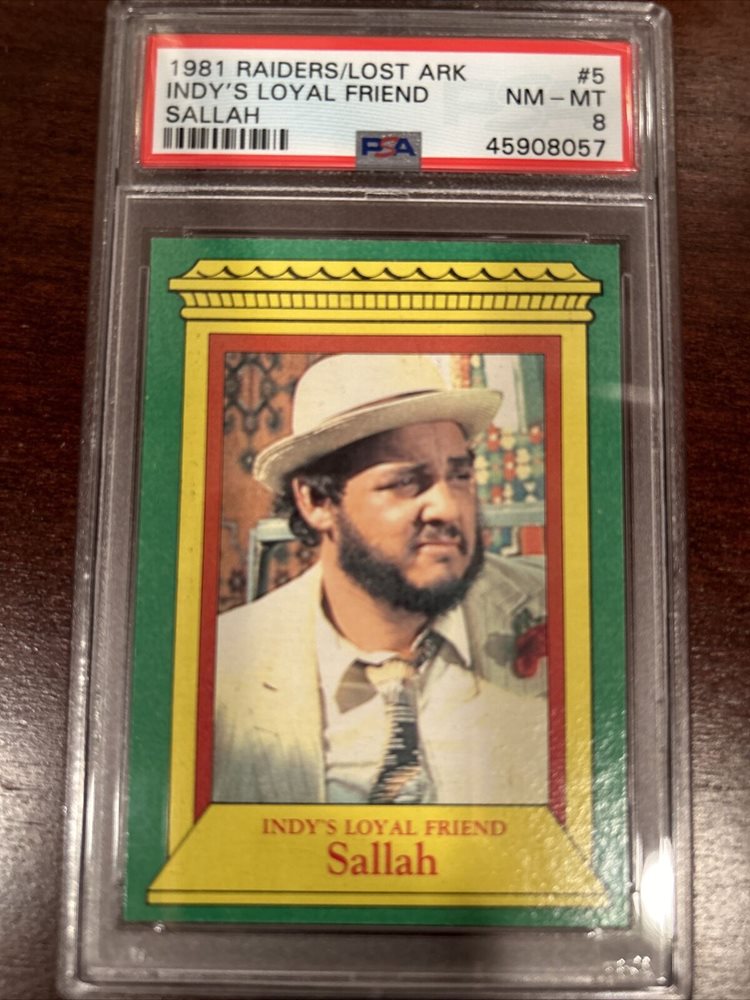 1981 RAIDERS/LOST ARK #5
INDY'S LOYAL FRIEND NM – MT
SALLAH 8
PSA 45908057
INDY'S LOYAL FRIEND
Sallah